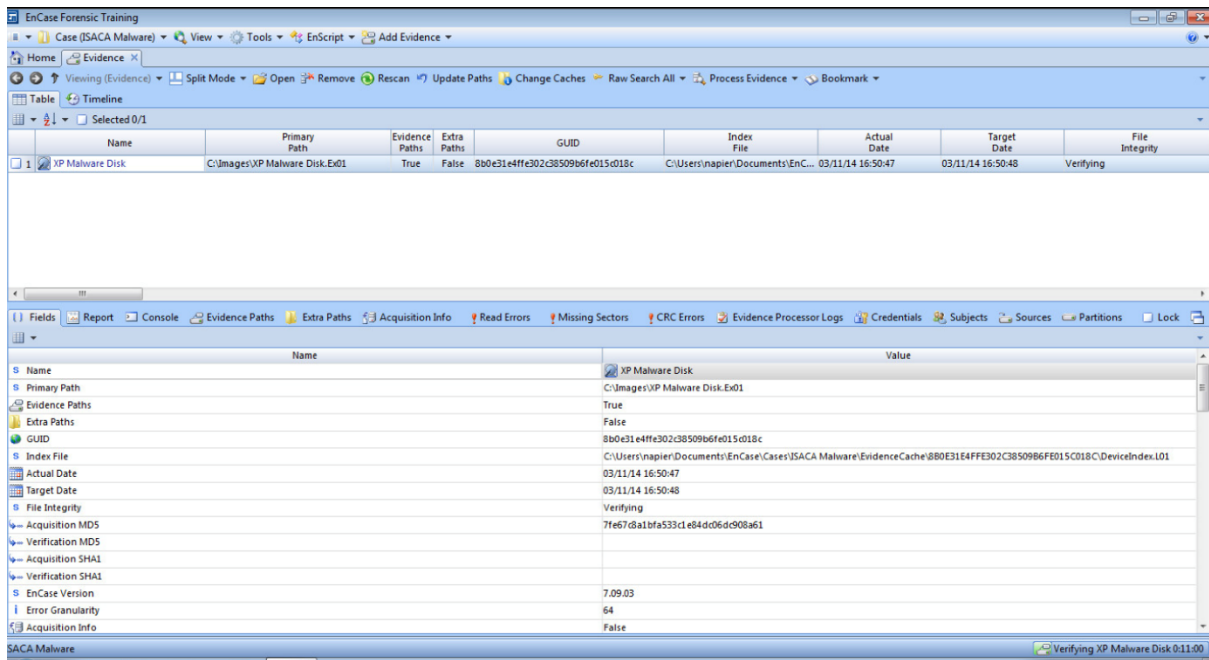 EnCase Forensic Training
Case (ISACA Malware) View Tools EnScript Add Evidence
Home Evidence
Viewing (Evidence) Split Mode Open Remove Rescan Update Paths Change Caches Raw Search All Process Evidence Bookmark
Table Timeline
Selected 0/1
Name Primary Path Evidence Paths Extra Paths GUID Index File Actual Date Target Date File Integrity
1 XP Malware Disk C:\Images\XP Malware Disk.Ex01 True False 8b0e31e4ffe302c38509b6fe015c018c C:\Users\napier\Documents\EnC... 03/11/14 16:50:47 03/11/14 16:50:48 Verifying
Fields Report Console Evidence Paths Extra Paths Acquisition Info Read Errors Missing Sectors CRC Errors Evidence Processor Logs Credentials Subjects Sources Partitions Lock
Name Value
S Name XP Malware Disk
S Primary Path C:\Images\XP Malware Disk.Ex01
Evidence Paths True
Extra Paths False
GUID 8b0e31e4ffe302c38509b6fe015c018c
S Index File C:\Users\napier\Documents\EnCase\Cases\ISACA Malware\EvidenceCache\8B0E31E4FFE302C38509B6FE015C018C\DeviceIndex.L01
Actual Date 03/11/14 16:50:47
Target Date 03/11/14 16:50:48
S File Integrity Verifying
Acquisition MD5 7fe67c8a1bfa533c1e84dc06dc908a61
Verification MD5
Acquisition SHA1
Verification SHA1
S EnCase Version 7.09.03
i Error Granularity 64
Acquisition Info False
SACA Malware Verifying XP Malware Disk 0:11:00